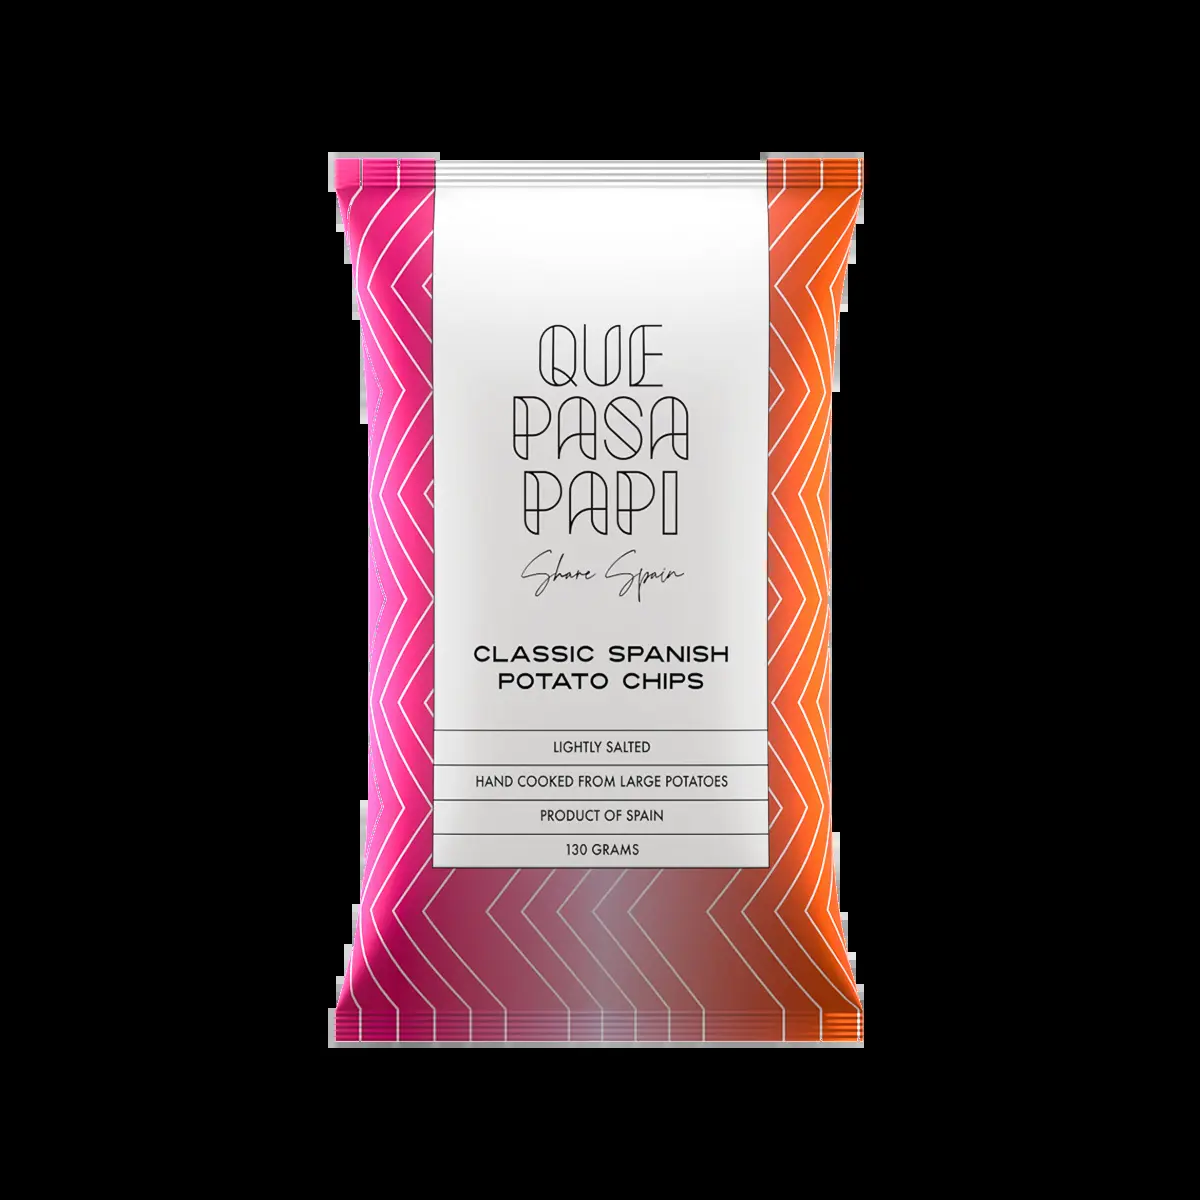 QUE
PASA
PAPI
Share Spain
CLASSIC SPANISH
POTATO CHIPS
LIGHTLY SALTED
HAND COOKED FROM LARGE POTATOES
PRODUCT OF SPAIN
130 GRAMS